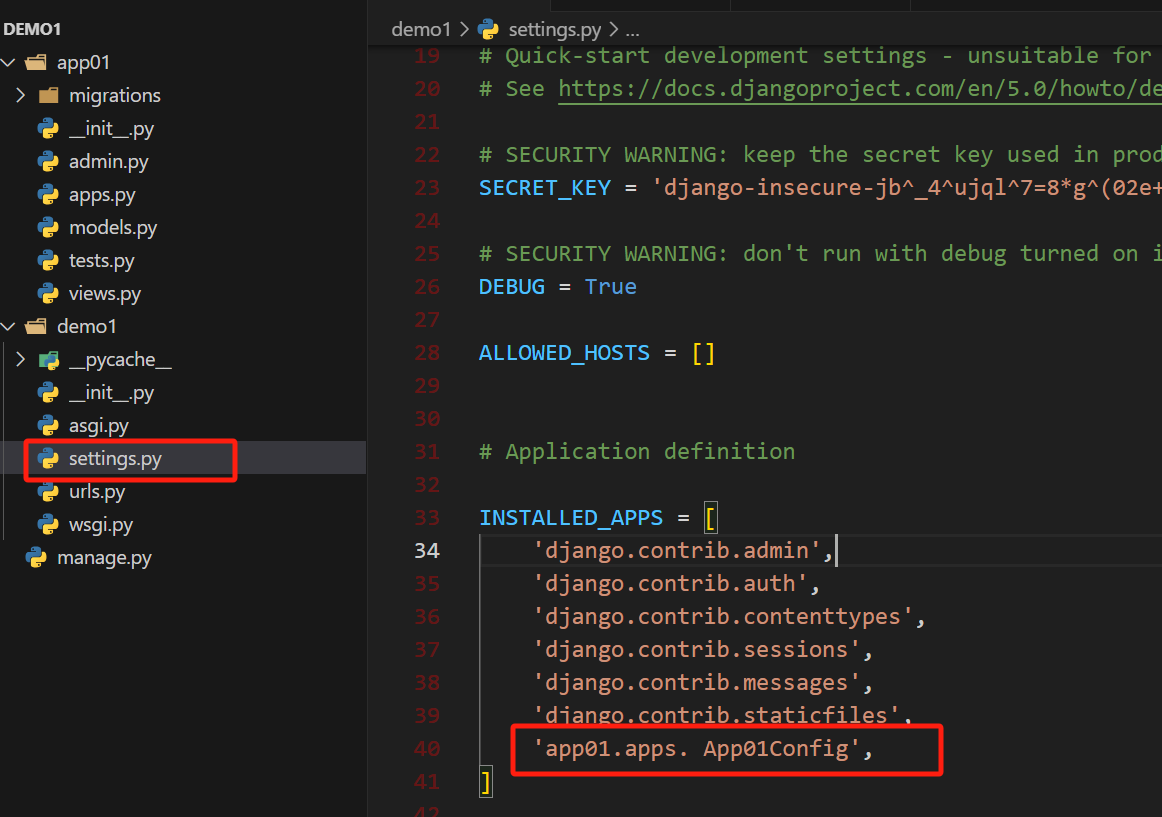 DEMO1
app01
migrations
__init__.py
admin.py
apps.py
models.py
tests.py
views.py
demo1
__pycache__
__init__.py
asgi.py
settings.py
urls.py
wsgi.py
manage.py
demo1 > settings.py > ...
19 # Quick-start development settings - unsuitable for
20 # See https://docs.djangoproject.com/en/5.0/howto/de
21
22 # SECURITY WARNING: keep the secret key used in prod
23 SECRET_KEY = 'django-insecure-jb^_4^ujql^7=8*g^(02e+
24
25 # SECURITY WARNING: don't run with debug turned on i
26 DEBUG = True
27
28 ALLOWED_HOSTS = []
29
30
31 # Application definition
32
33 INSTALLED_APPS = [
34 'django.contrib.admin',
35 'django.contrib.auth',
36 'django.contrib.contenttypes',
37 'django.contrib.sessions',
38 'django.contrib.messages',
39 'django.contrib.staticfiles',
40 'app01.apps. App01Config',
41 ]
42